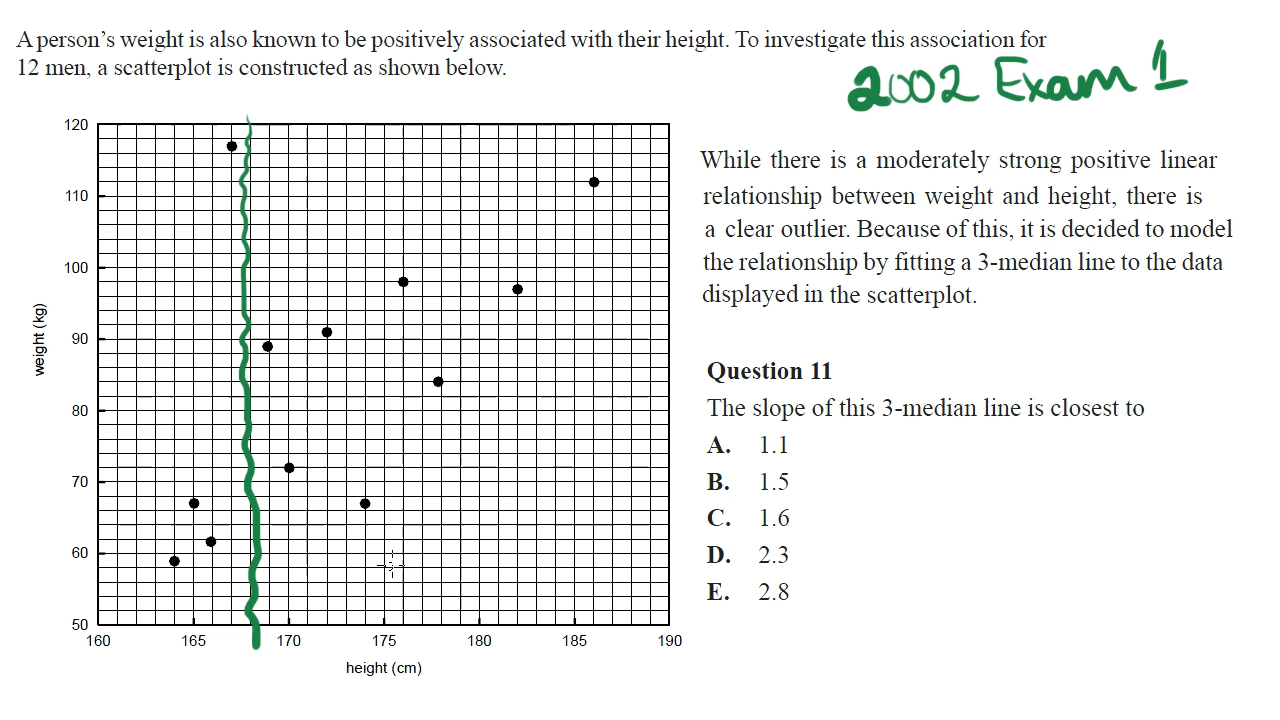 A person's weight is also known to be positively associated with their height. To investigate this association for
12 men, a scatterplot is constructed as shown below.
2002 Exam 1
While there is a moderately strong positive linear
relationship between weight and height, there is
a clear outlier. Because of this, it is decided to model
the relationship by fitting a 3-median line to the data
displayed in the scatterplot.
Question 11
The slope of this 3-median line is closest to
A. 1.1
B. 1.5
C. 1.6
D. 2.3
E. 2.8
weight (kg)
120
110
100
90
80
70
60
50
160 165 170 175 180 185 190
height (cm)